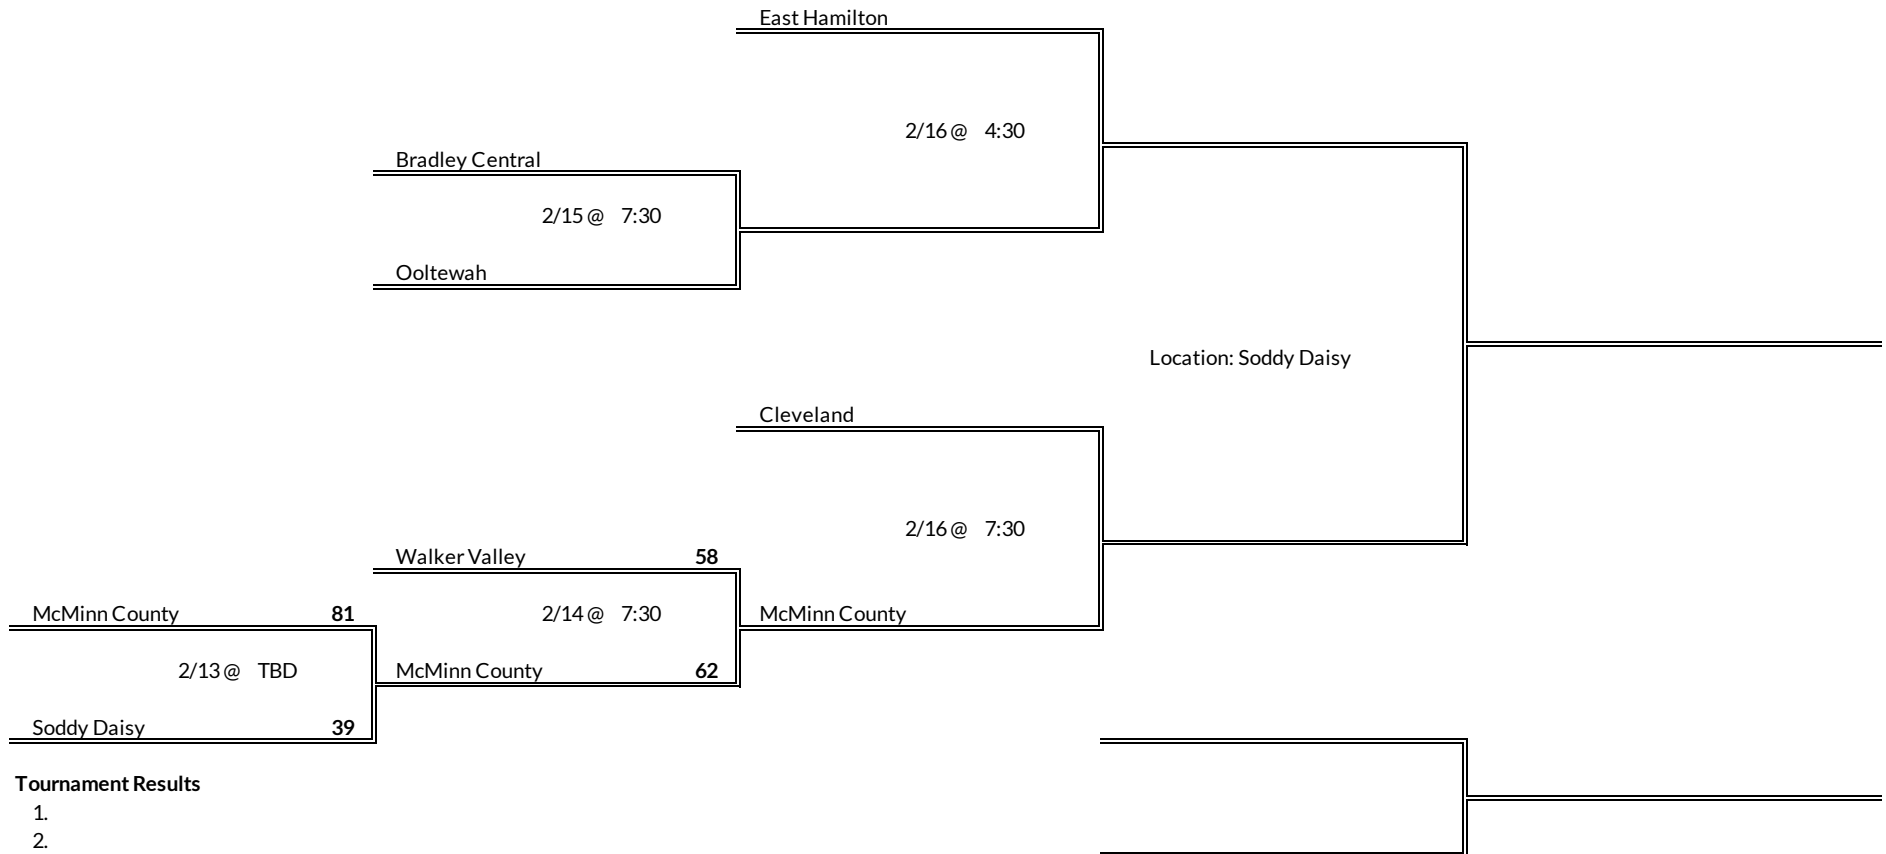 East Hamilton
2/16 @ 4:30
Bradley Central
2/15 @ 7:30
Ooltewah
Location: Soddy Daisy
Cleveland
2/16 @ 7:30
Walker Valley 58
McMinn County 81
2/14 @ 7:30
McMinn County
2/13 @ TBD
McMinn County 62
Soddy Daisy 39
Tournament Results
1.
2.